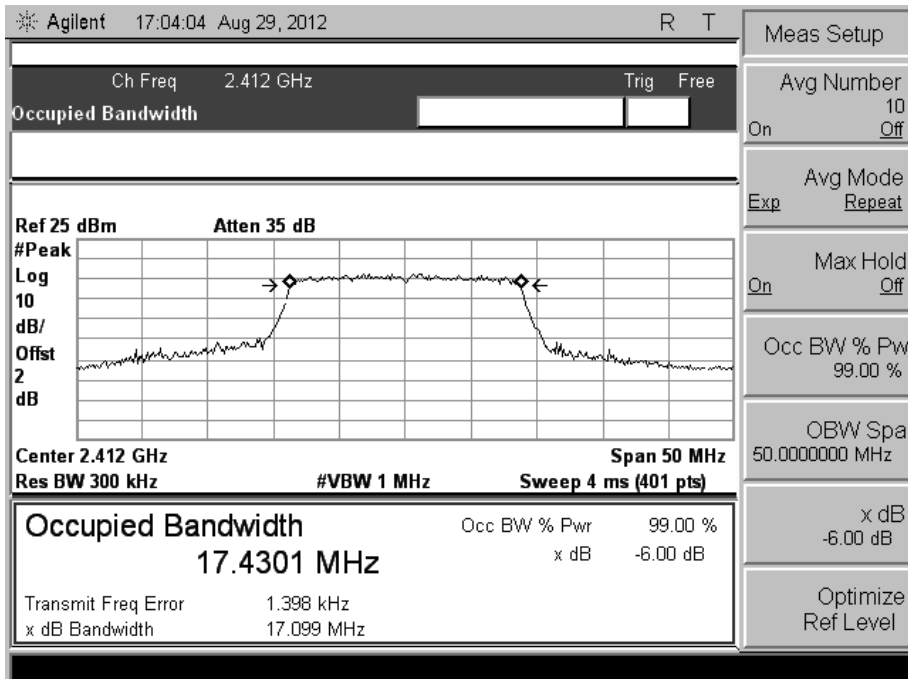 Agilent 17:04:04 Aug 29, 2012 R T
Ch Freq 2.412 GHz Trig Free
Occupied Bandwidth
Ref 25 dBm Atten 35 dB
#Peak
Log
10
dB/
Offst
2
dB
Center 2.412 GHz Span 50 MHz
Res BW 300 kHz #VBW 1 MHz Sweep 4 ms (401 pts)
Occupied Bandwidth
17.4301 MHz
Occ BW % Pwr 99.00 %
x dB -6.00 dB
Transmit Freq Error 1.398 kHz
x dB Bandwidth 17.099 MHz
Meas Setup
Avg Number
10
On Off
Avg Mode
Exp Repeat
Max Hold
On Off
Occ BW % Pw
99.00 %
OBW Spa
50.0000000 MHz
x dB
-6.00 dB
Optimize
Ref Level